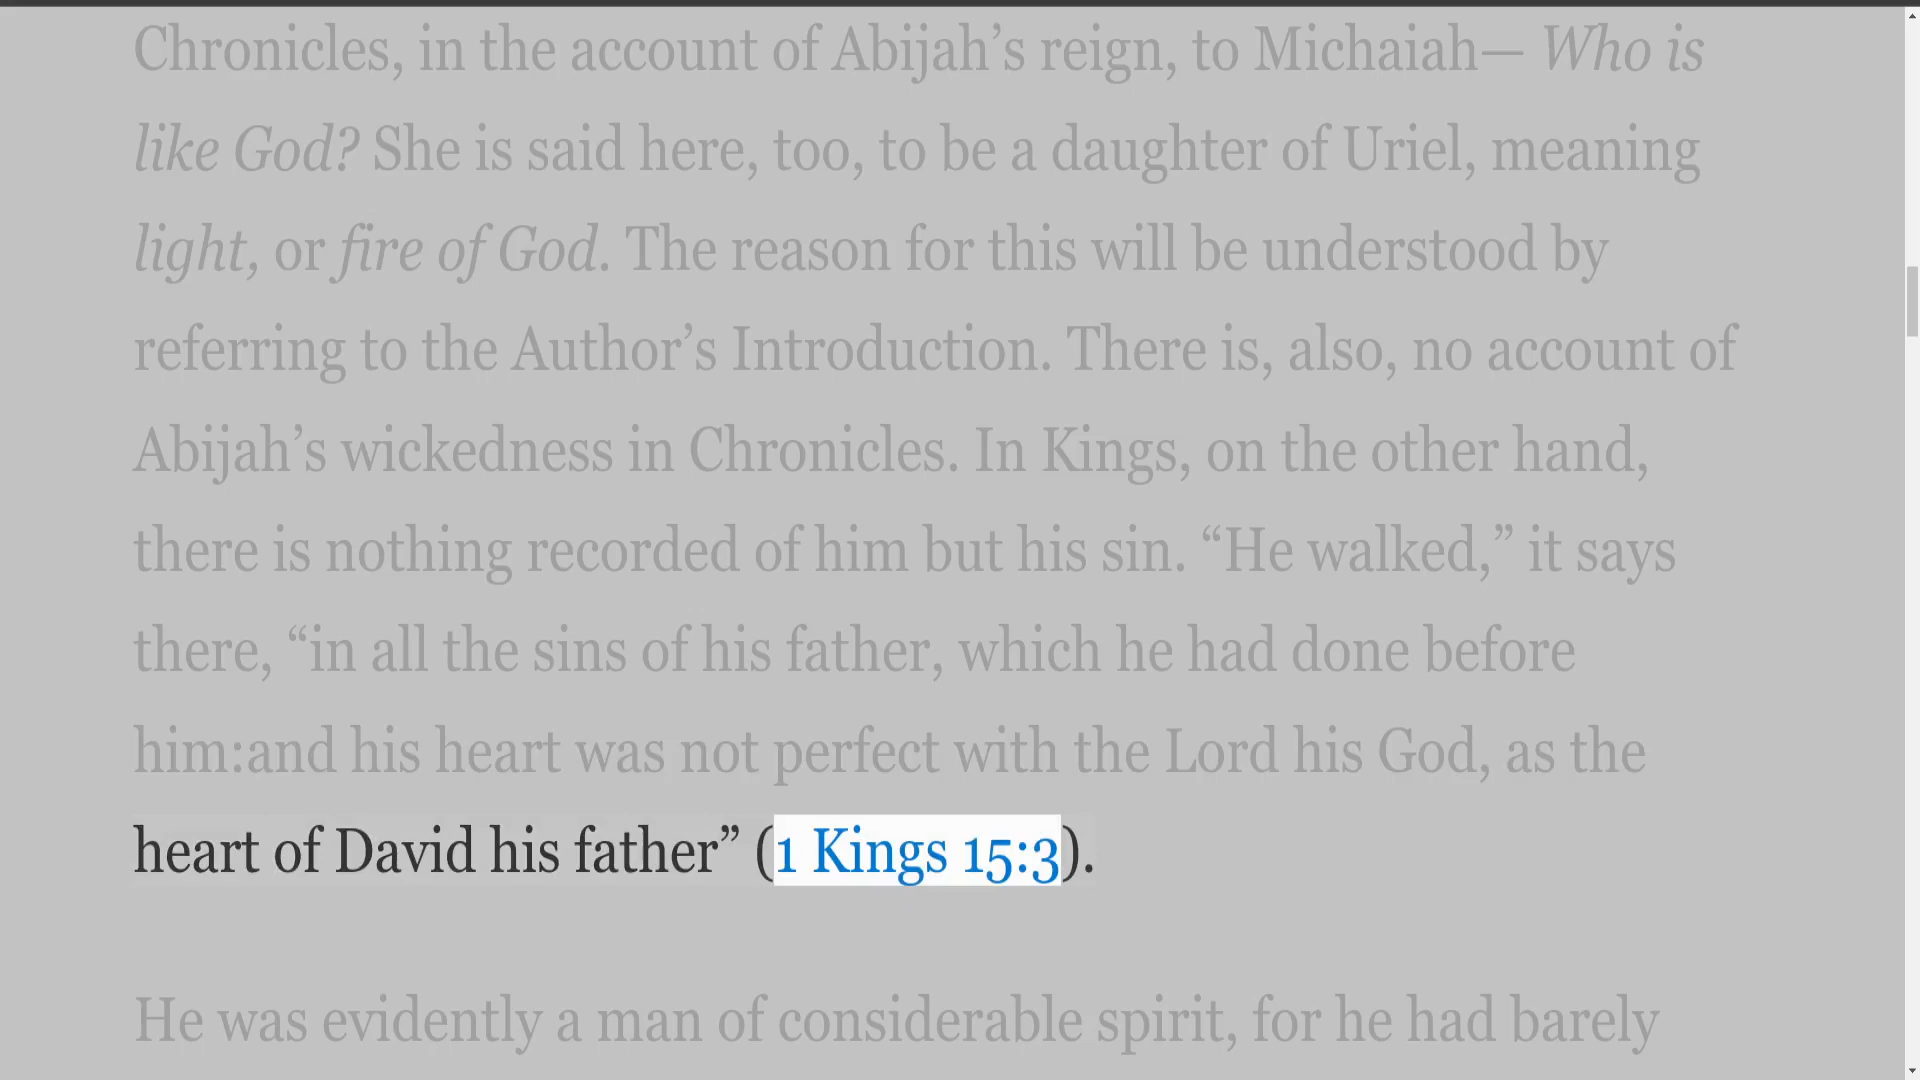 Chronicles, in the account of Abijah’s reign, to Michaiah— Who is
like God? She is said here, too, to be a daughter of Uriel, meaning
light, or fire of God. The reason for this will be understood by
referring to the Author’s Introduction. There is, also, no account of
Abijah’s wickedness in Chronicles. In Kings, on the other hand,
there is nothing recorded of him but his sin. “He walked,” it says
there, “in all the sins of his father, which he had done before
him:and his heart was not perfect with the Lord his God, as the
heart of David his father” (1 Kings 15:3).
He was evidently a man of considerable spirit, for he had barely